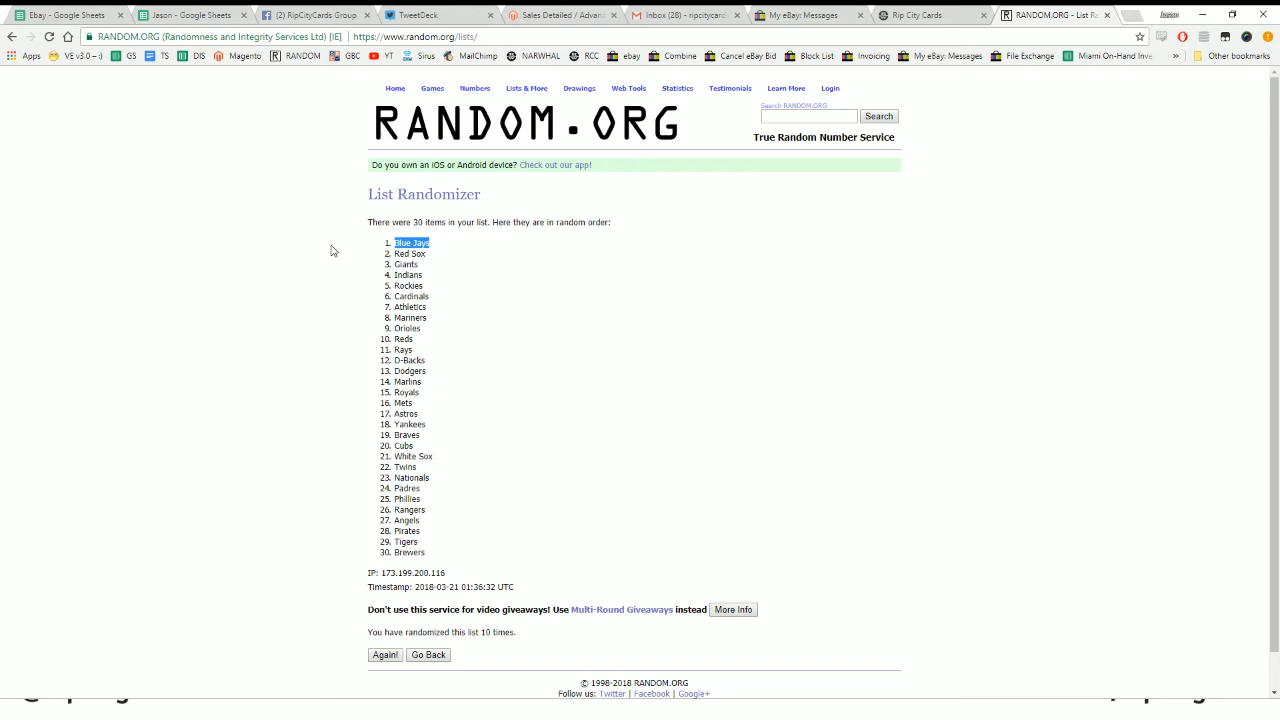 Ebay - Google Sheets
Jason - Google Sheets
(2) RipCityCards Group
TweetDeck
Sales Detailed / Advan
Inbox (28) - ripcitycard
My eBay: Messages
Rip City Cards
RANDOM.ORG - List Ra
Jason
RANDOM.ORG (Randomness and Integrity Services Ltd) [IE]
https://www.random.org/lists/
Apps
VE v3.0 – :)
GS
TS
DIS
Magento
RANDOM
GBC
YT
Sirus
MailChimp
NARWHAL
RCC
ebay
Combine
Cancel eBay Bid
Block List
Invoicing
My eBay: Messages
File Exchange
Miami On-Hand Inve
»
Other bookmarks
Home
Games
Numbers
Lists & More
Drawings
Web Tools
Statistics
Testimonials
Learn More
Login
RANDOM.ORG
Search RANDOM.ORG
Search
True Random Number Service
Do you own an iOS or Android device? Check out our app!
List Randomizer
There were 30 items in your list. Here they are in random order:
1. Blue Jays
2. Red Sox
3. Giants
4. Indians
5. Rockies
6. Cardinals
7. Athletics
8. Mariners
9. Orioles
10. Reds
11. Rays
12. D-Backs
13. Dodgers
14. Marlins
15. Royals
16. Mets
17. Astros
18. Yankees
19. Braves
20. Cubs
21. White Sox
22. Twins
23. Nationals
24. Padres
25. Phillies
26. Rangers
27. Angels
28. Pirates
29. Tigers
30. Brewers
IP: 173.199.200.116
Timestamp: 2018-03-21 01:36:32 UTC
Don't use this service for video giveaways! Use Multi-Round Giveaways instead
More Info
You have randomized this list 10 times.
Again!
Go Back
© 1998-2018 RANDOM.ORG
Follow us: Twitter | Facebook | Google+